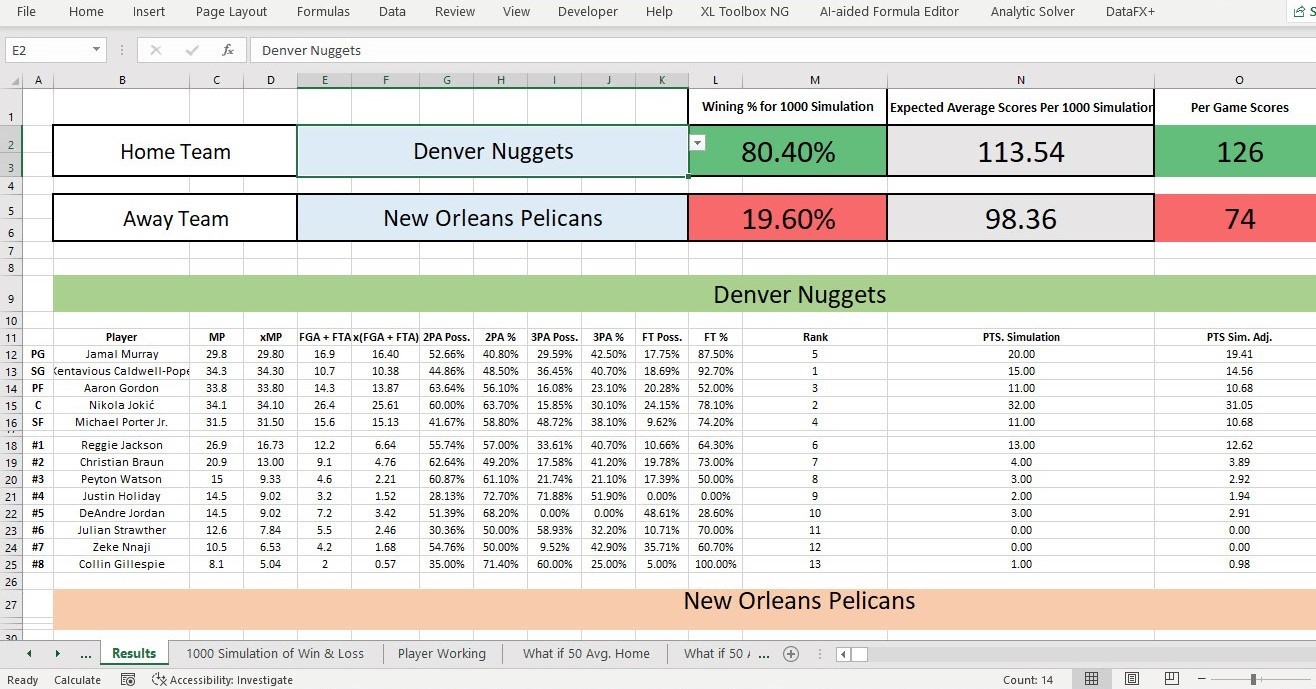 File Home Insert Page Layout Formulas Data Review View Developer Help XL Toolbox NG AI-aided Formula Editor Analytic Solver DataFX+ S
E2 fx Denver Nuggets
A B C D E F G H I J K L M N O
1 Wining % for 1000 Simulation Expected Average Scores Per 1000 Simulation Per Game Scores
2 Home Team Denver Nuggets 80.40% 113.54 126
3
4
5 Away Team New Orleans Pelicans 19.60% 98.36 74
6
7
8
9 Denver Nuggets
10
11 Player MP xMP FGA + FTA x(FGA + FTA) 2PA Poss. 2PA % 3PA Poss. 3PA % FT Poss. FT % Rank PTS. Simulation PTS Sim. Adj.
12 PG Jamal Murray 29.8 29.80 16.9 16.40 52.66% 40.80% 29.59% 42.50% 17.75% 87.50% 5 20.00 19.41
13 SG Kentavious Caldwell-Pope 34.3 34.30 10.7 10.38 44.86% 48.50% 36.45% 40.70% 18.69% 92.70% 1 15.00 14.56
14 PF Aaron Gordon 33.8 33.80 14.3 13.87 63.64% 56.10% 16.08% 23.10% 20.28% 52.00% 3 11.00 10.68
15 C Nikola Jokić 34.1 34.10 26.4 25.61 60.00% 63.70% 15.85% 30.10% 24.15% 78.10% 2 32.00 31.05
16 SF Michael Porter Jr. 31.5 31.50 15.6 15.13 41.67% 58.80% 48.72% 38.10% 9.62% 74.20% 4 11.00 10.68
18 #1 Reggie Jackson 26.9 16.73 12.2 6.64 55.74% 57.00% 33.61% 40.70% 10.66% 64.30% 6 13.00 12.62
19 #2 Christian Braun 20.9 13.00 9.1 4.76 62.64% 49.20% 17.58% 41.20% 19.78% 73.00% 7 4.00 3.89
20 #3 Peyton Watson 15 9.33 4.6 2.21 60.87% 61.10% 21.74% 21.10% 17.39% 50.00% 8 3.00 2.92
21 #4 Justin Holiday 14.5 9.02 3.2 1.52 28.13% 72.70% 71.88% 51.90% 0.00% 0.00% 9 2.00 1.94
22 #5 DeAndre Jordan 14.5 9.02 7.2 3.42 51.39% 68.20% 0.00% 0.00% 48.61% 28.60% 10 3.00 2.91
23 #6 Julian Strawther 12.6 7.84 5.5 2.46 30.36% 50.00% 58.93% 32.20% 10.71% 70.00% 11 0.00 0.00
24 #7 Zeke Nnaji 10.5 6.53 4.2 1.68 54.76% 50.00% 9.52% 42.90% 35.71% 60.70% 12 0.00 0.00
25 #8 Collin Gillespie 8.1 5.04 2 0.57 35.00% 71.40% 60.00% 25.00% 5.00% 100.00% 13 1.00 0.98
26
27 New Orleans Pelicans
30
... Results 1000 Simulation of Win & Loss Player Working What if 50 Avg. Home What if 50 ...
Ready Calculate Accessibility: Investigate Count: 14